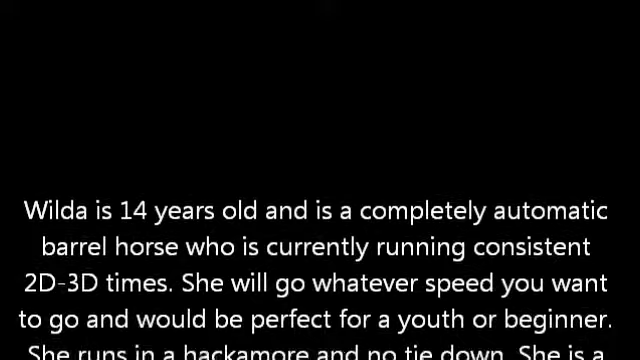 Wilda is 14 years old and is a completely automatic
barrel horse who is currently running consistent
2D-3D times. She will go whatever speed you want
to go and would be perfect for a youth or beginner.
She runs in a hackamore and no tie down. She is a